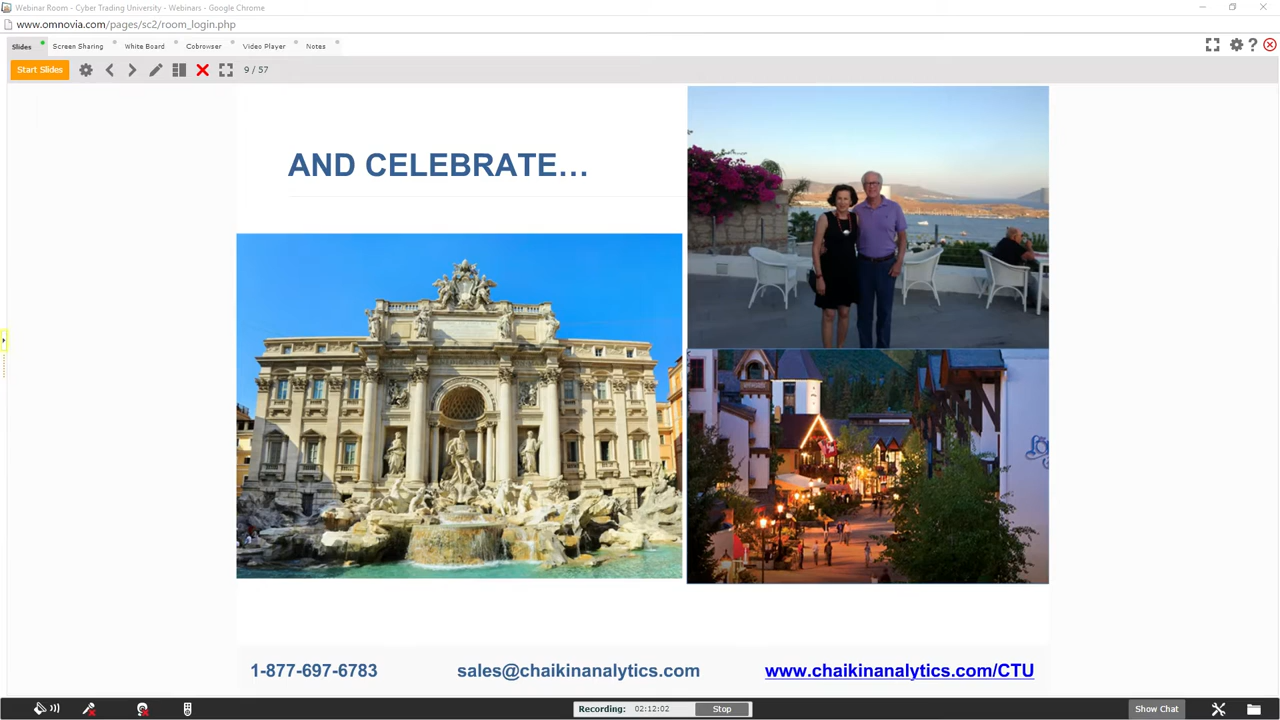 Webinar Room - Cyber Trading University - Webinars - Google Chrome
www.omnovia.com/pages/sc2/room_login.php
Slides Screen Sharing White Board Cobrowser Video Player Notes
Start Slides 9 / 57
AND CELEBRATE…
1-877-697-6783 sales@chaikinanalytics.com www.chaikinanalytics.com/CTU
Recording: 02:12:02 Stop Show Chat